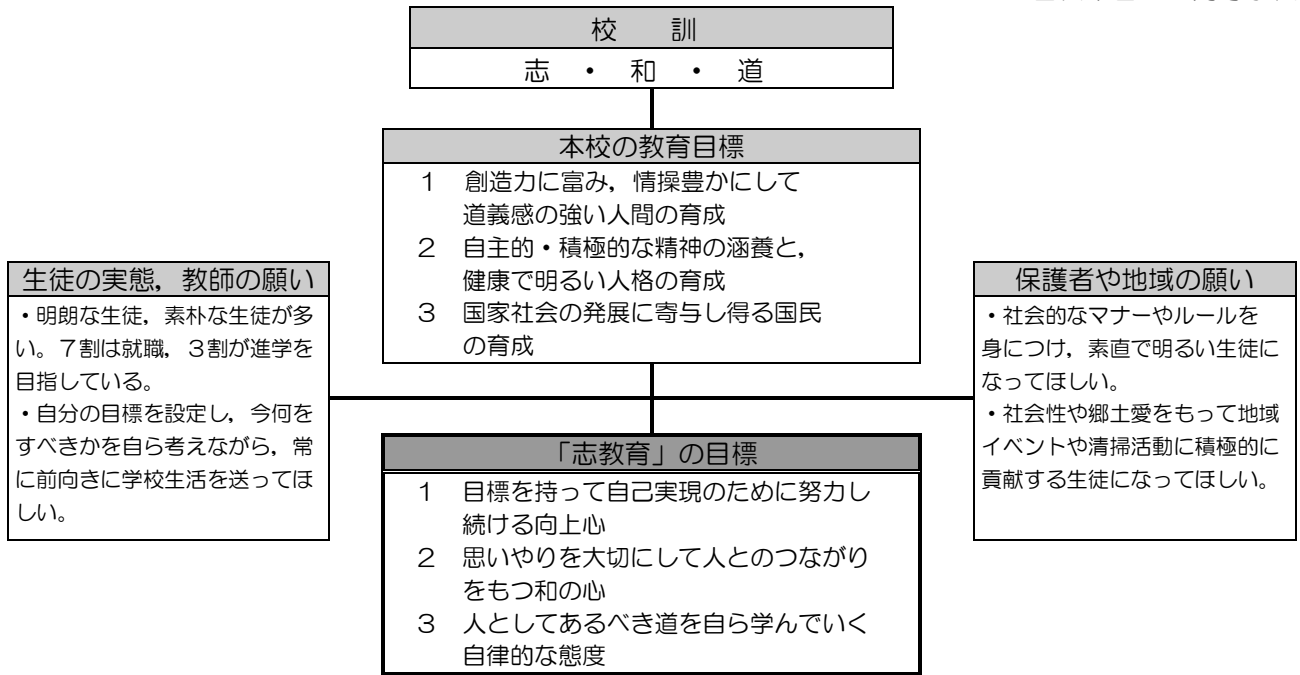 校　訓
志・和・道
本校の教育目標
１　創造力に富み，情操豊かにして
道義感の強い人間の育成
２　自主的・積極的な精神の涵養と，
健康で明るい人格の育成
３　国家社会の発展に寄与し得る国民
の育成
生徒の実態，教師の願い
・明朗な生徒，素朴な生徒が多
い。７割は就職，３割が進学を
目指している。
・自分の目標を設定し，今何を
すべきかを自ら考えながら，常
に前向きに学校生活を送ってほ
しい。
保護者や地域の願い
・社会的なマナーやルールを
身につけ，素直で明るい生徒に
なってほしい。
・社会性や郷土愛をもって地域
イベントや清掃活動に積極的に
貢献する生徒になってほしい。
「志教育」の目標
１　目標を持って自己実現のために努力し
続ける向上心
２　思いやりを大切にして人とのつながり
をもつ和の心
３　人としてあるべき道を自ら学んでいく
自律的な態度